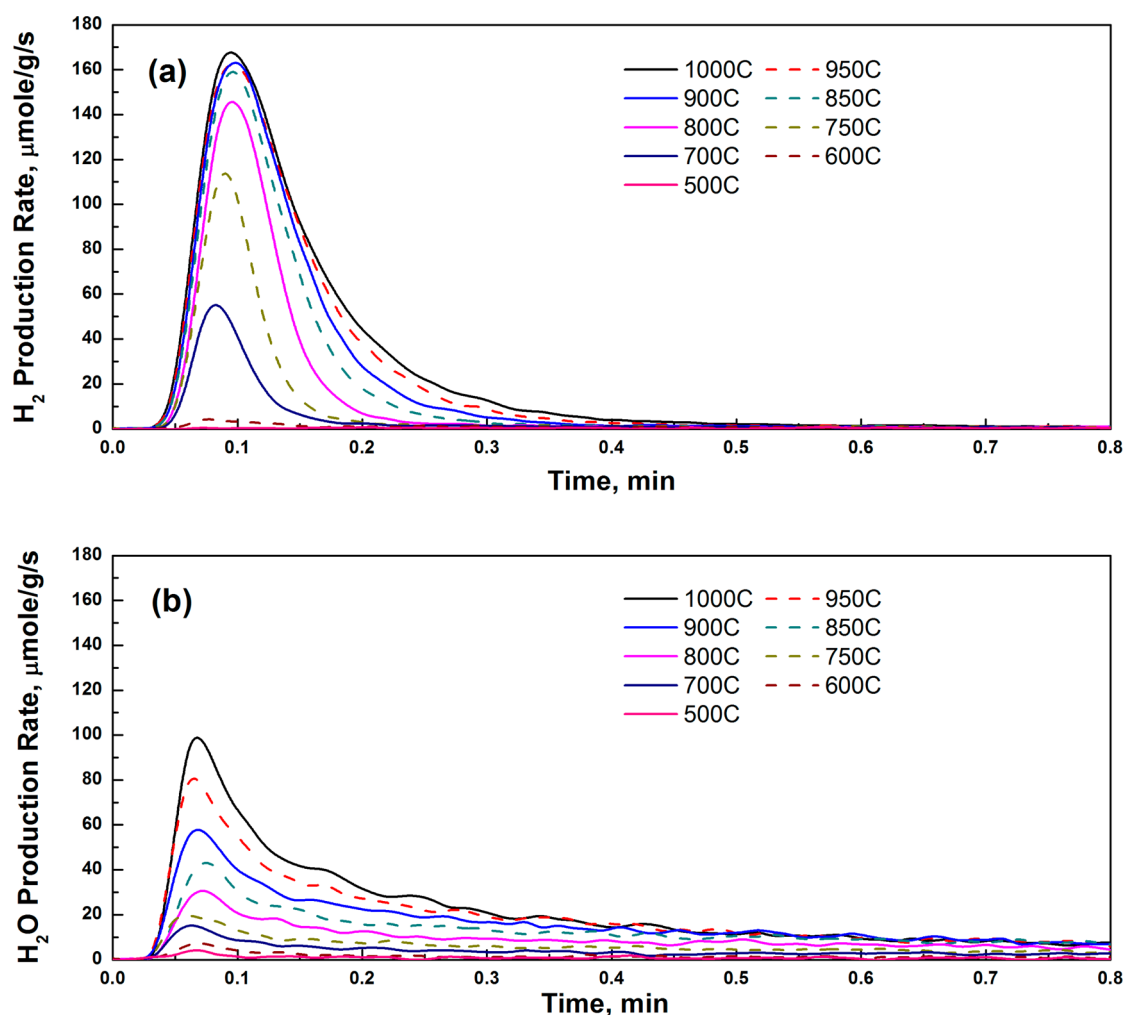 180
160
140
120
100
80
60
40
20
0
H2 Production Rate, μmole/g/s
(a)
1000C 950C
900C 850C
800C 750C
700C 600C
500C
0.0 0.1 0.2 0.3 0.4 0.5 0.6 0.7 0.8
Time, min
180
160
140
120
100
80
60
40
20
0
H2O Production Rate, μmole/g/s
(b)
1000C 950C
900C 850C
800C 750C
700C 600C
500C
0.0 0.1 0.2 0.3 0.4 0.5 0.6 0.7 0.8
Time, min